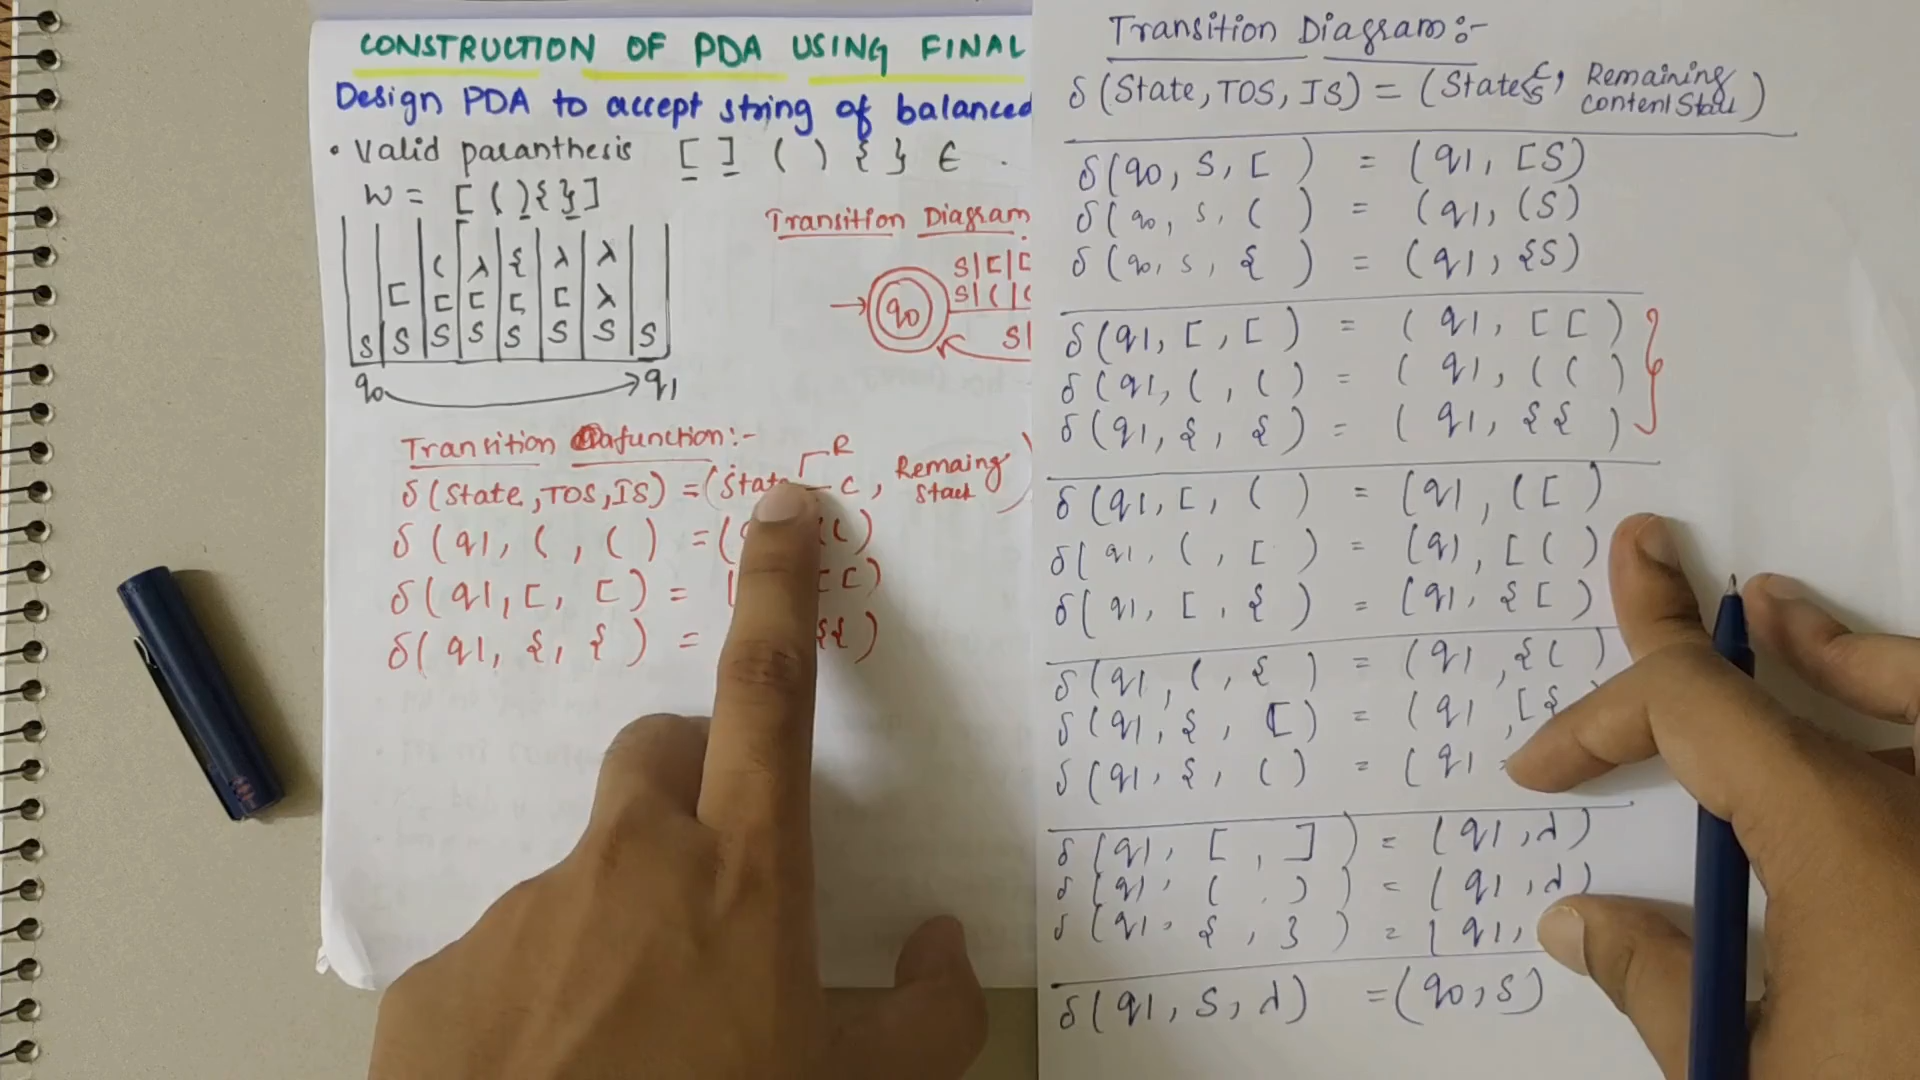 CONSTRUCTION OF PDA USING FINAL
Design PDA to accept string of balanced
• Valid paranthesis [ ] ( ) { } ϵ .
W = [ ( ) { } ]
( λ { λ λ
[ [ [ [ [ λ
S S S S S S S S
q0 q1
Transition Diagram
q0
S|[|[
S|(|(
S|
Tranrition function:-
R
δ(State,TOS,IS) = (State C, Remaing
Stack )
δ(q1, (, () = ( (()
δ(q1, [, [) = ( [[)
δ(q1, {, {) = {{)
Transition Diagram:-
δ(State, TOS, IS) = (State C S, Remaining
content Stack)
δ(q0, S, [ ) = (q1, [S)
δ(q0, S, ( ) = (q1, (S)
δ(q0, S, { ) = (q1, {S)
δ(q1, [, [ ) = ( q1, [[ )
δ(q1, (, ( ) = ( q1, (( )
δ(q1, {, { ) = ( q1, {{ )
δ(q1, [, ( ) = (q1, ([ )
δ(q1, (, [ ) = (q1, [( )
δ(q1, [, { ) = (q1, {[ )
δ(q1, (, { ) = (q1, {( )
δ(q1, {, [ ) = (q1, [{
δ(q1, {, ( ) = (q1
δ(q1, [, ] ) = (q1, λ)
δ(q1, (, ) ) = (q1, λ)
δ(q1, {, } ) = (q1,
δ(q1, S, λ) = (q0, S)